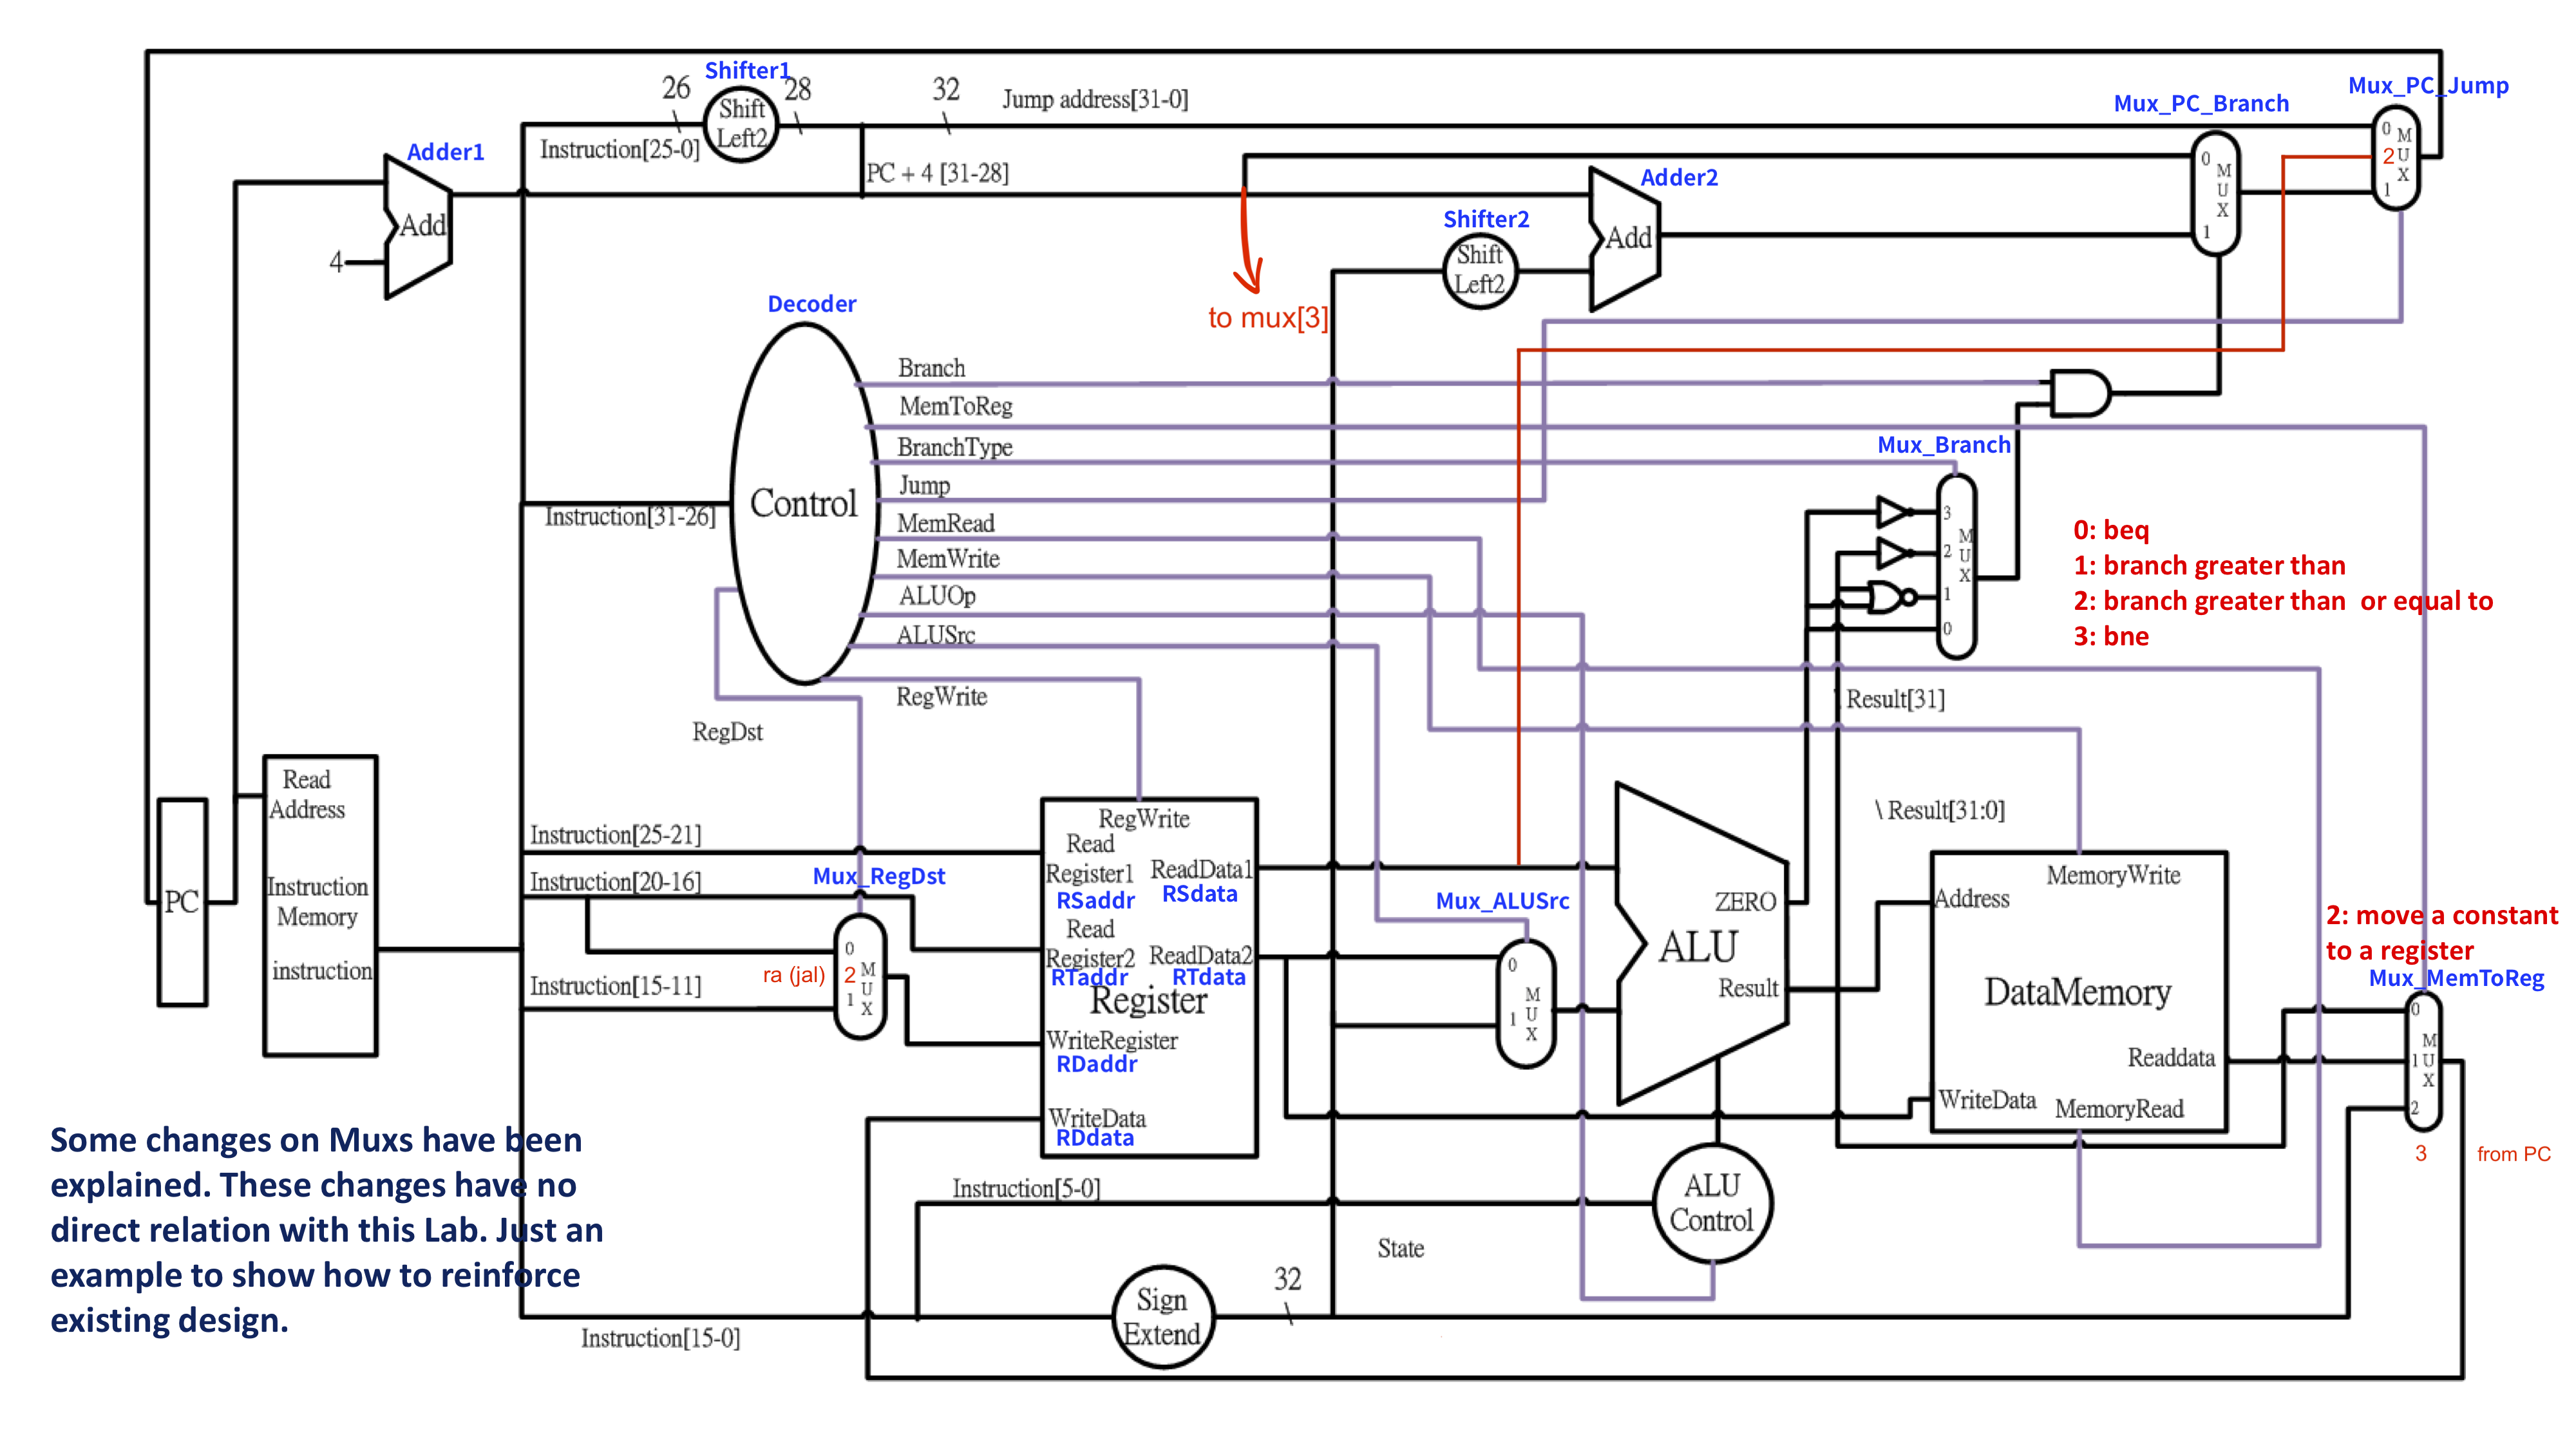 Shifter1
26
28
32
Jump address[31-0]
Mux_PC_Branch
Mux_PC_Jump
Shift
Left2
Instruction[25-0]
Adder1
PC + 4 [31-28]
Adder2
Add
4
Shifter2
Shift
Left2
Add
0
M
U
X
1
0
M
2
U
X
1
to mux[3]
Decoder
Control
Instruction[31-26]
Branch
MemToReg
BranchType
Jump
MemRead
MemWrite
ALUOp
ALUSrc
RegWrite
RegDst
Mux_Branch
3
M
2
U
X
1
0
0: beq
1: branch greater than
2: branch greater than or equal to
3: bne
\ Result[31]
\ Result[31:0]
PC
Read
Address
Instruction
Memory
instruction
Instruction[25-21]
Instruction[20-16]
Mux_RegDst
ra (jal)
0
2
M
U
1
X
Instruction[15-11]
RegWrite
Read
Register1
ReadData1
RSaddr
RSdata
Read
Register2
ReadData2
RTaddr
RTdata
Register
WriteRegister
RDaddr
WriteData
RDdata
Mux_ALUSrc
0
M
1
U
X
ZERO
ALU
Result
MemoryWrite
Address
DataMemory
Readdata
WriteData
MemoryRead
2: move a constant
to a register
Mux_MemToReg
0
M
1
U
X
2
3
from PC
ALU
Control
Instruction[5-0]
State
32
Sign
Extend
Instruction[15-0]
Some changes on Muxs have been
explained. These changes have no
direct relation with this Lab. Just an
example to show how to reinforce
existing design.